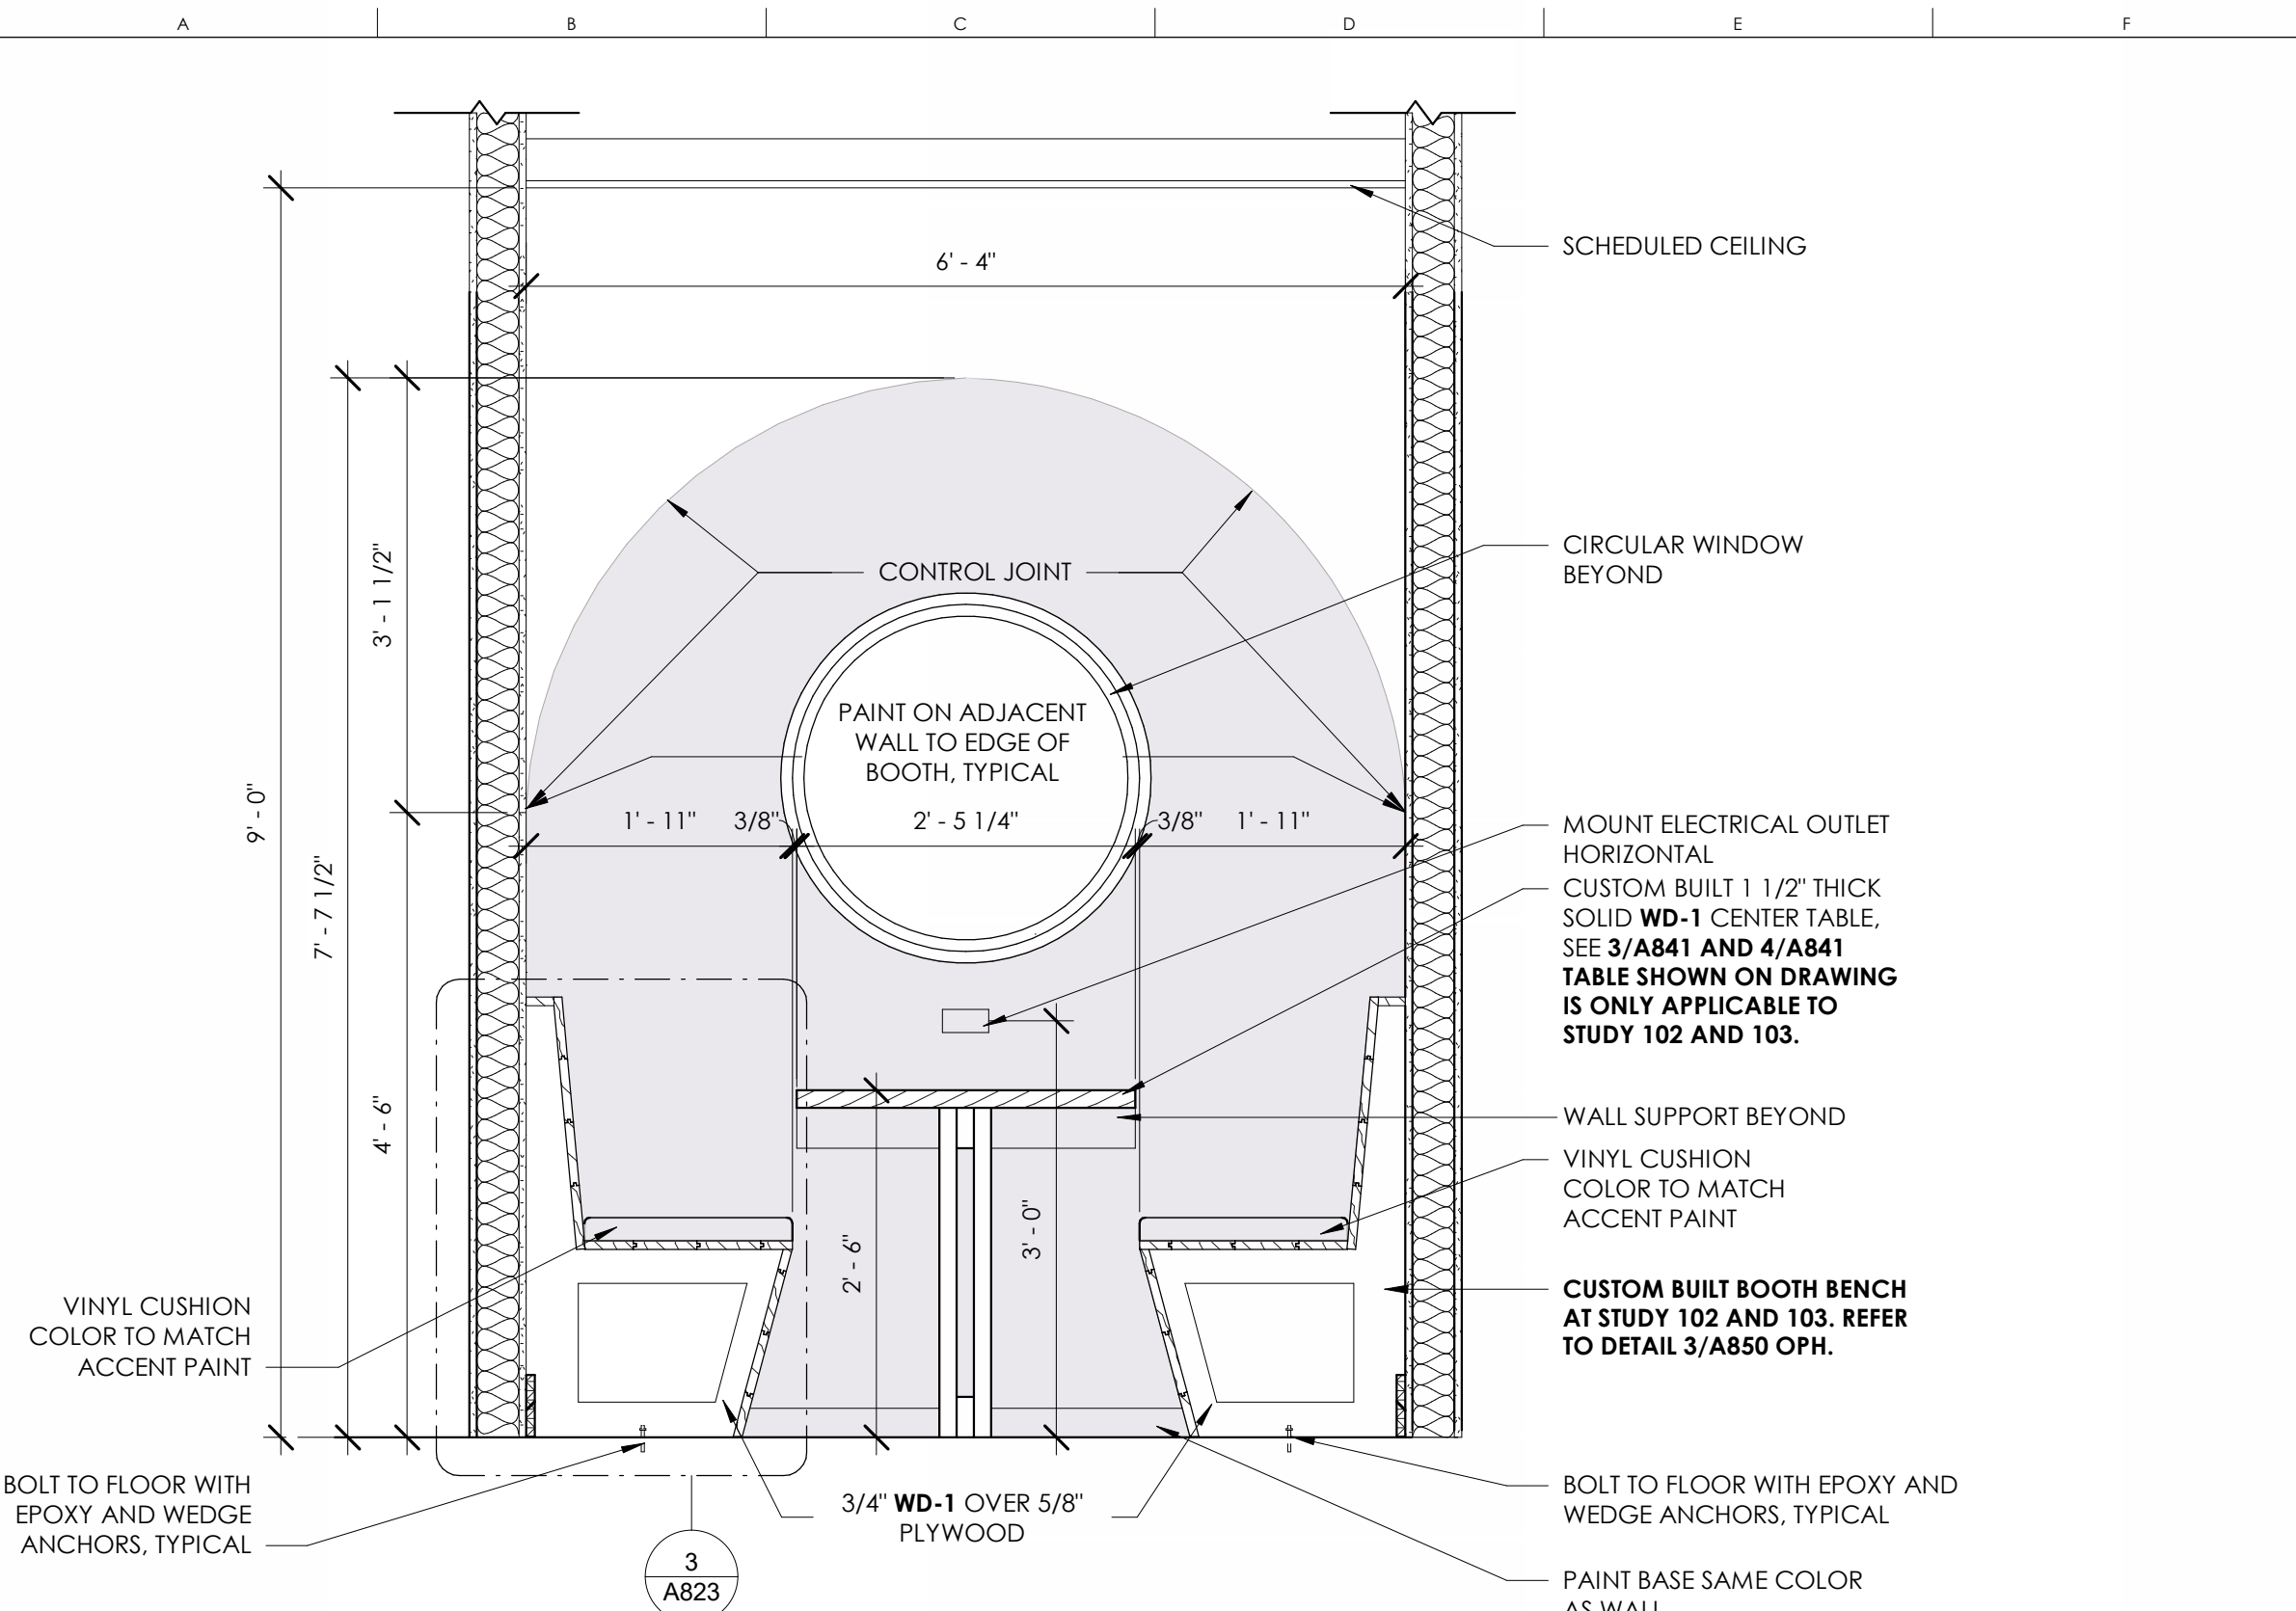 A B C D E F
SCHEDULED CEILING
6' - 4"
CIRCULAR WINDOW
BEYOND
CONTROL JOINT
3' - 1 1/2"
PAINT ON ADJACENT
WALL TO EDGE OF
BOOTH, TYPICAL
9' - 0"
7' - 7 1/2"
1' - 11" 3/8" 2' - 5 1/4" 3/8" 1' - 11"
MOUNT ELECTRICAL OUTLET
HORIZONTAL
CUSTOM BUILT 1 1/2" THICK
SOLID WD-1 CENTER TABLE,
SEE 3/A841 AND 4/A841
TABLE SHOWN ON DRAWING
IS ONLY APPLICABLE TO
STUDY 102 AND 103.
4' - 6"
WALL SUPPORT BEYOND
VINYL CUSHION
COLOR TO MATCH
ACCENT PAINT
2' - 6"
3' - 0"
CUSTOM BUILT BOOTH BENCH
AT STUDY 102 AND 103. REFER
TO DETAIL 3/A850 OPH.
VINYL CUSHION
COLOR TO MATCH
ACCENT PAINT
BOLT TO FLOOR WITH
EPOXY AND WEDGE
ANCHORS, TYPICAL
3/4" WD-1 OVER 5/8"
PLYWOOD
BOLT TO FLOOR WITH EPOXY AND
WEDGE ANCHORS, TYPICAL
3
A823
PAINT BASE SAME COLOR
AS WALL